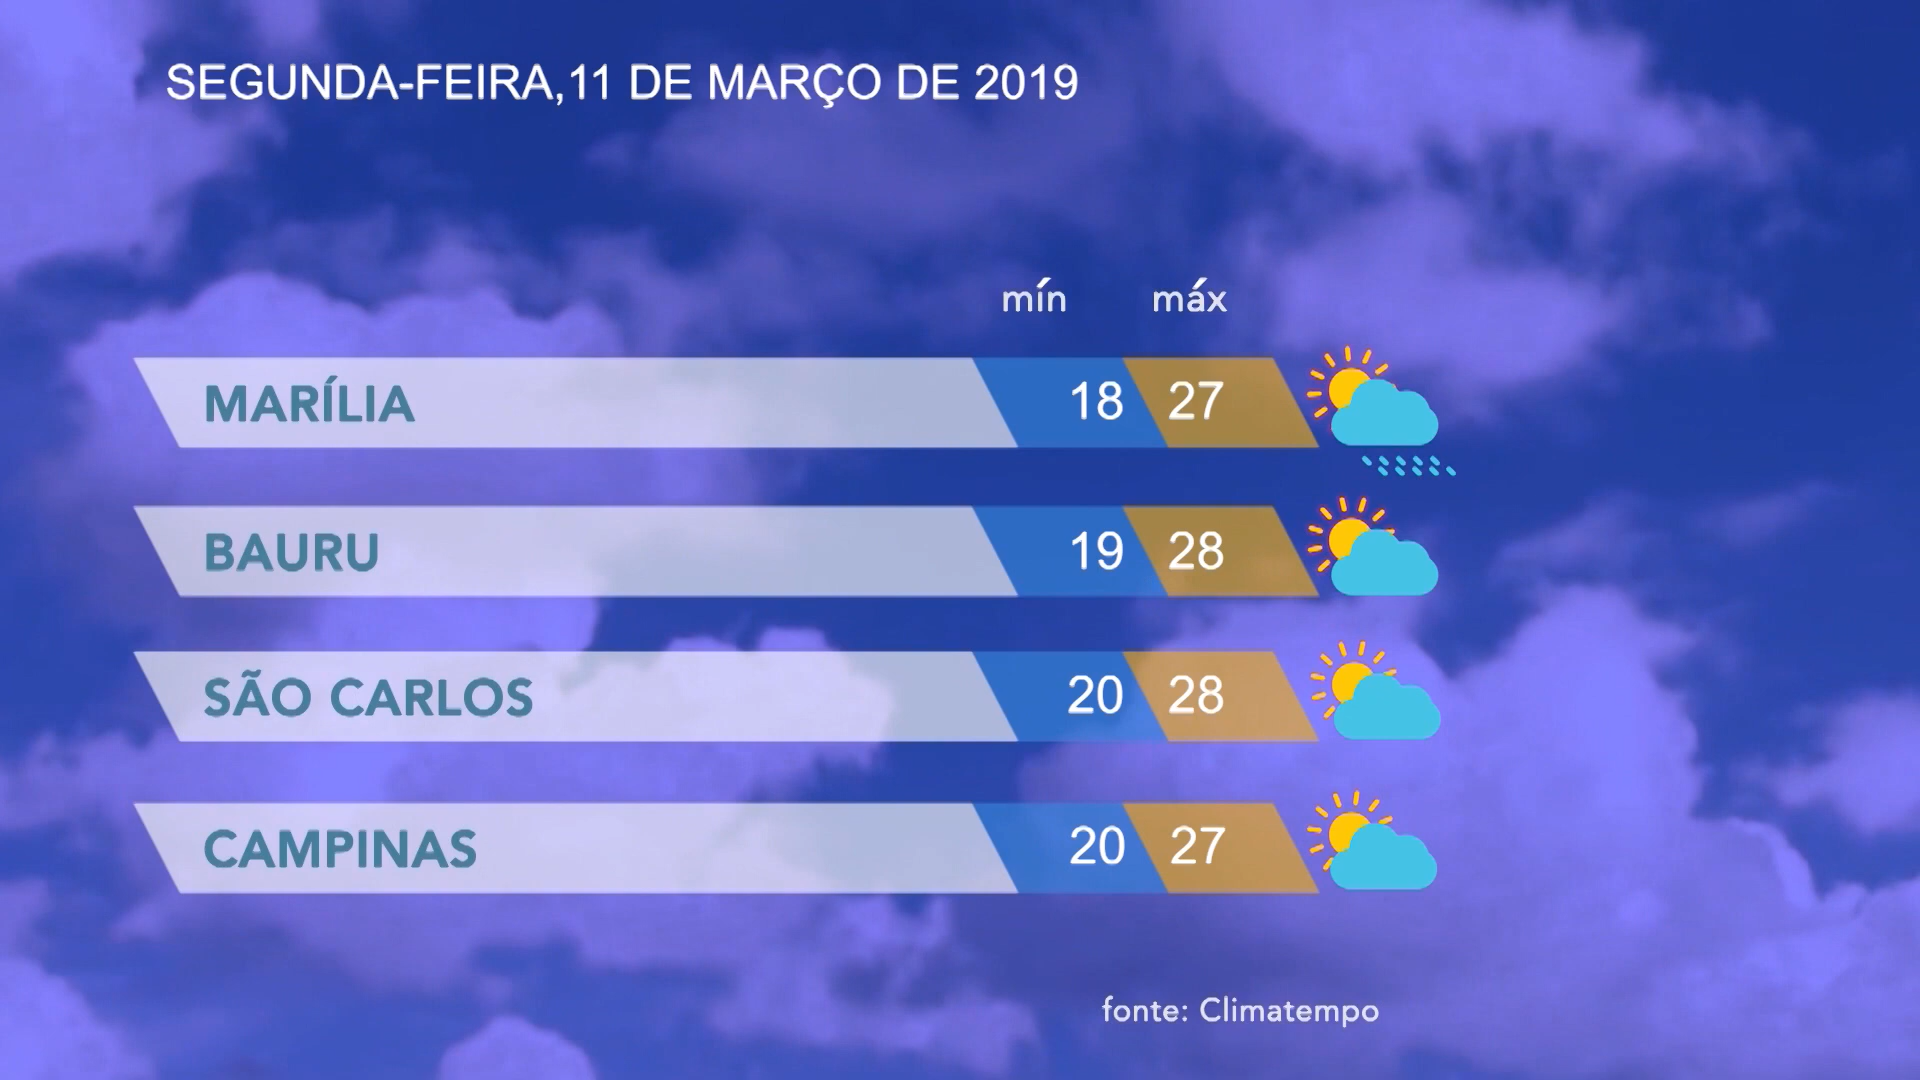 SEGUNDA-FEIRA,11 DE MARÇO DE 2019
mín máx
MARÍLIA 18 27
BAURU 19 28
SÃO CARLOS 20 28
CAMPINAS 20 27
fonte: Climatempo